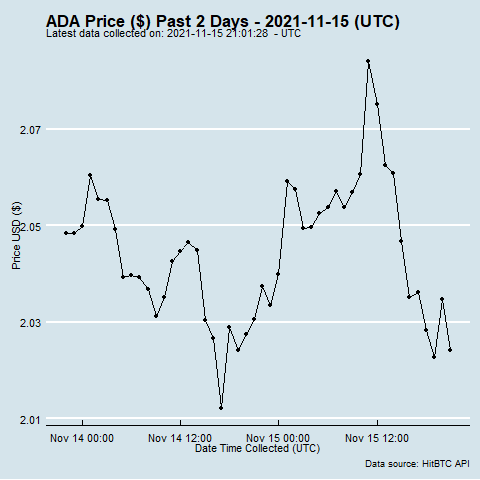 ADA Price ($) Past 2 Days - 2021-11-15 (UTC)
Latest data collected on: 2021-11-15 21:01:28 - UTC
2.07
2.05
2.03
2.01
Price USD ($)
Nov 14 00:00 Nov 14 12:00 Nov 15 00:00 Nov 15 12:00
Date Time Collected (UTC)
Data source: HitBTC API